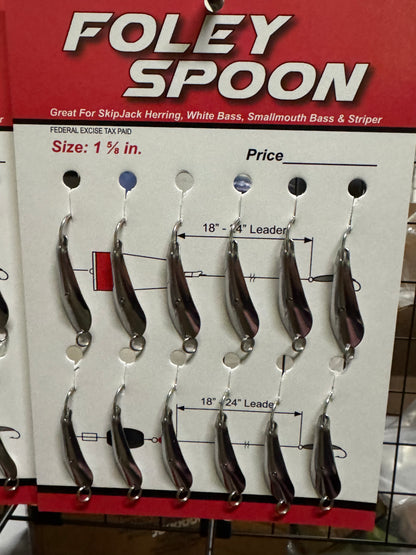 FOLEY
SPOON
Great For SkipJack Herring, White Bass, Smallmouth Bass & Striper
FEDERAL EXCISE TAX PAID
Size: 1 ⅝ in.
Price
18" - 24" Leader
18" - 24" Leader